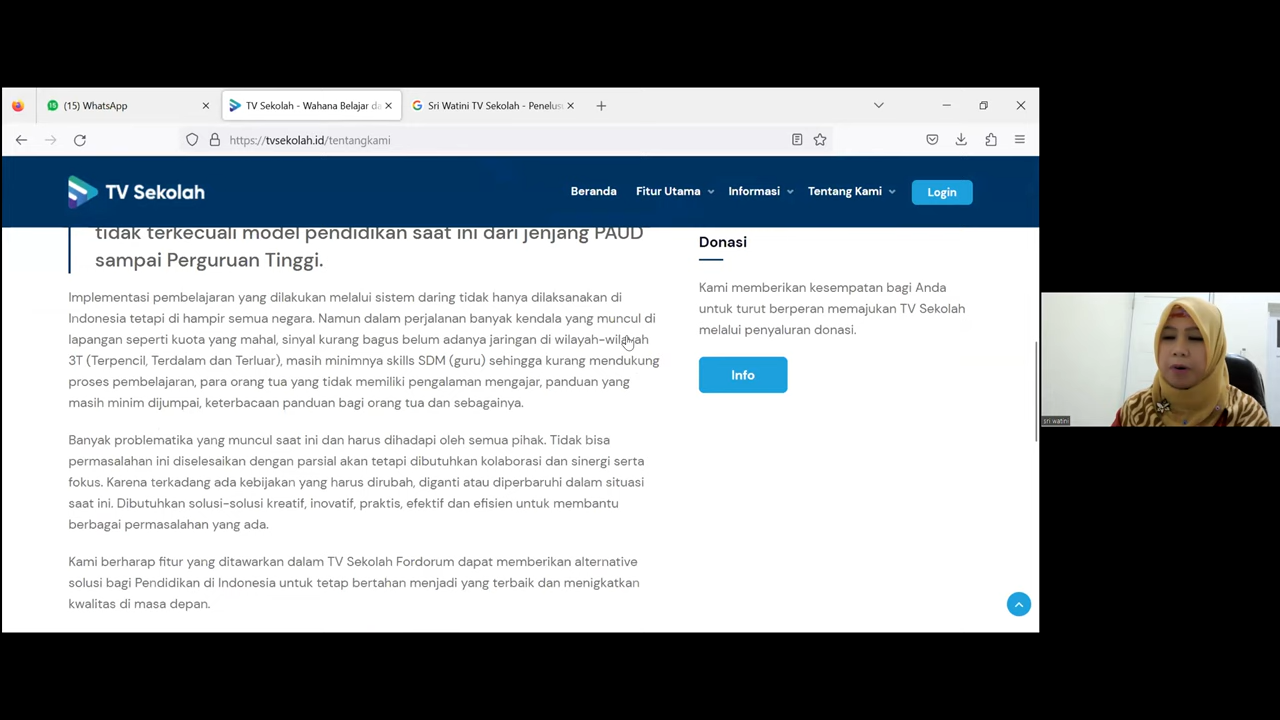 (15) WhatsApp
TV Sekolah - Wahana Belajar da
Sri Watini TV Sekolah - Penelus
https://tvsekolah.id/tentangkami
TV Sekolah
Beranda
Fitur Utama
Informasi
Tentang Kami
Login
tidak terkecuali model pendidikan saat ini dari jenjang PAUD
sampai Perguruan Tinggi.
Implementasi pembelajaran yang dilakukan melalui sistem daring tidak hanya dilaksanakan di
Indonesia tetapi di hampir semua negara. Namun dalam perjalanan banyak kendala yang muncul di
lapangan seperti kuota yang mahal, sinyal kurang bagus belum adanya jaringan di wilayah-wilayah
3T (Terpencil, Terdalam dan Terluar), masih minimnya skills SDM (guru) sehingga kurang mendukung
proses pembelajaran, para orang tua yang tidak memiliki pengalaman mengajar, panduan yang
masih minim dijumpai, keterbacaan panduan bagi orang tua dan sebagainya.
Banyak problematika yang muncul saat ini dan harus dihadapi oleh semua pihak. Tidak bisa
permasalahan ini diselesaikan dengan parsial akan tetapi dibutuhkan kolaborasi dan sinergi serta
fokus. Karena terkadang ada kebijakan yang harus dirubah, diganti atau diperbaruhi dalam situasi
saat ini. Dibutuhkan solusi-solusi kreatif, inovatif, praktis, efektif dan efisien untuk membantu
berbagai permasalahan yang ada.
Kami berharap fitur yang ditawarkan dalam TV Sekolah Fordorum dapat memberikan alternative
solusi bagi Pendidikan di Indonesia untuk tetap bertahan menjadi yang terbaik dan menigkatkan
kwalitas di masa depan.
Donasi
Kami memberikan kesempatan bagi Anda
untuk turut berperan memajukan TV Sekolah
melalui penyaluran donasi.
Info
sri watini